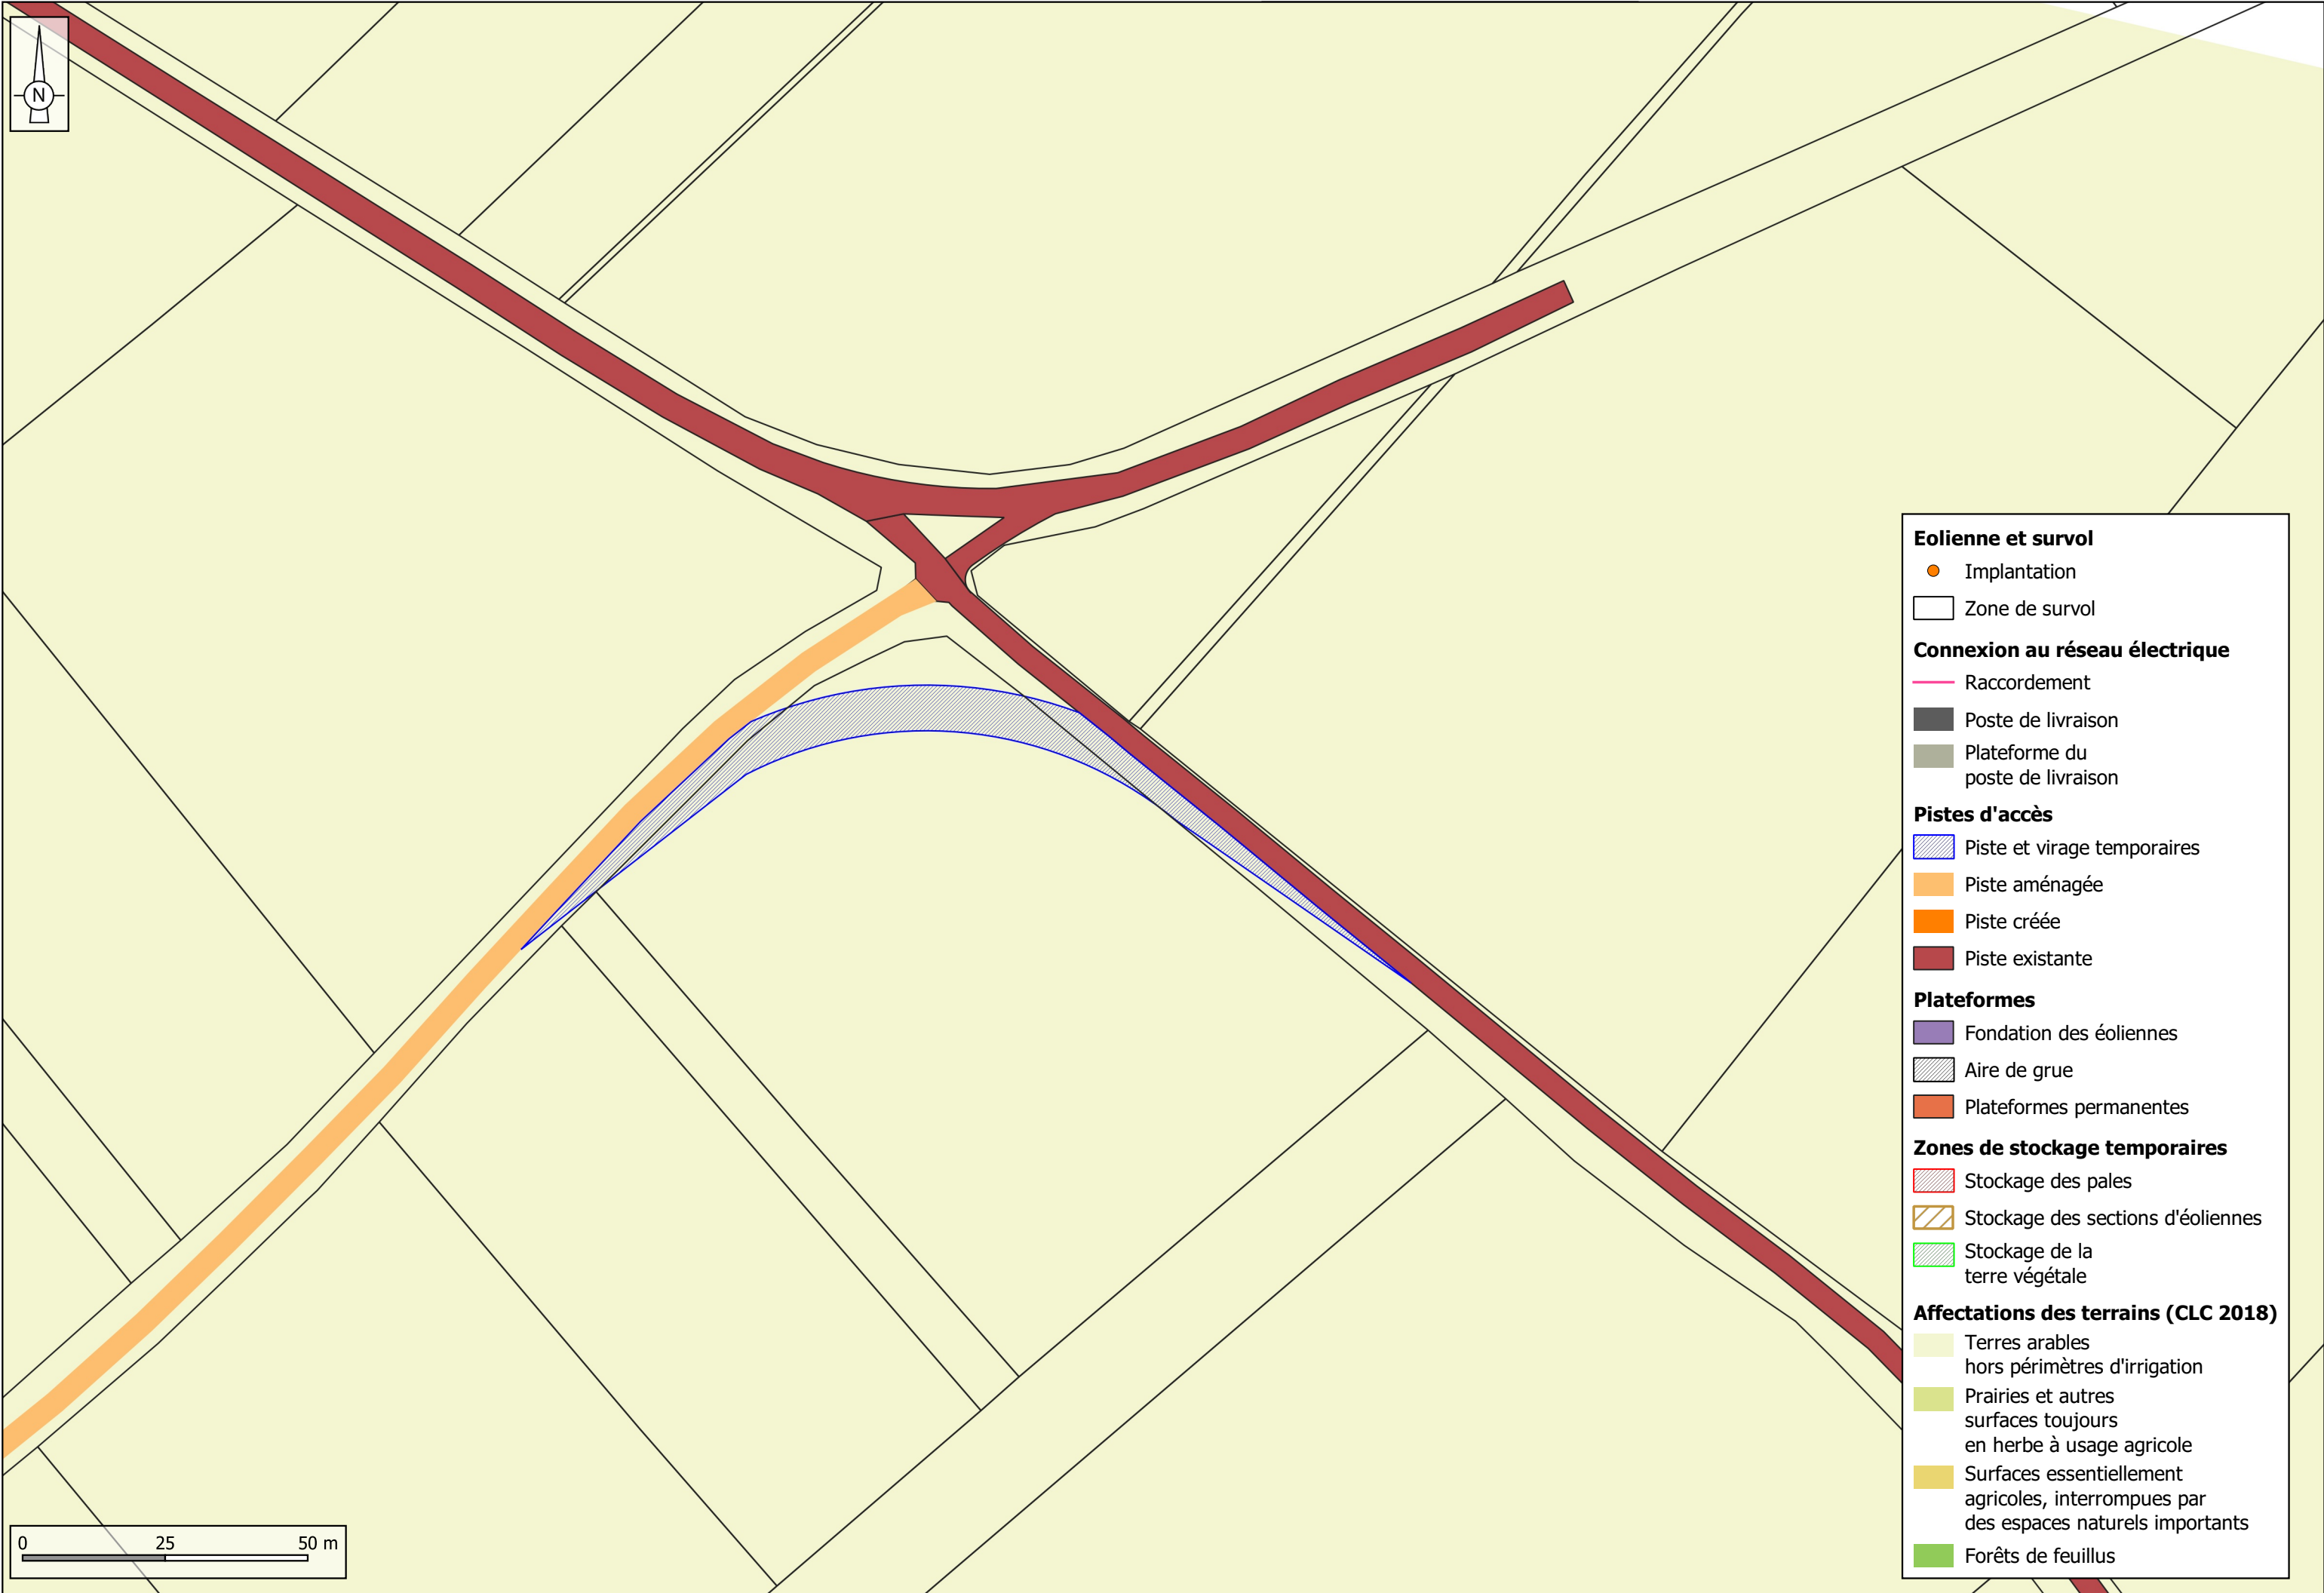 N
Eolienne et survol
Implantation
Zone de survol
Connexion au réseau électrique
Raccordement
Poste de livraison
Plateforme du
poste de livraison
Pistes d'accès
Piste et virage temporaires
Piste aménagée
Piste créée
Piste existante
Plateformes
Fondation des éoliennes
Aire de grue
Plateformes permanentes
Zones de stockage temporaires
Stockage des pales
Stockage des sections d'éoliennes
Stockage de la
terre végétale
Affectations des terrains (CLC 2018)
Terres arables
hors périmètres d'irrigation
Prairies et autres
surfaces toujours
en herbe à usage agricole
Surfaces essentiellement
agricoles, interrompues par
des espaces naturels importants
Forêts de feuillus
0 25 50 m